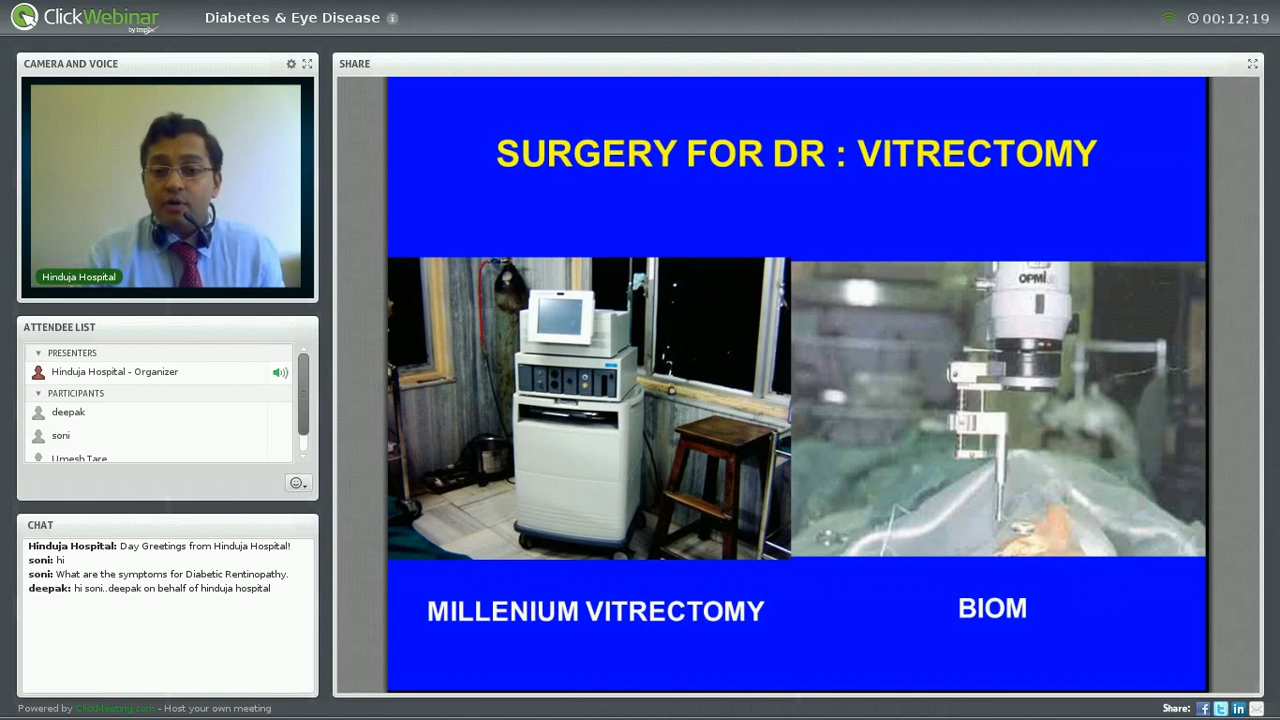 ClickWebinar
by Implix
Diabetes & Eye Disease
00:12:19
CAMERA AND VOICE
Hinduja Hospital
ATTENDEE LIST
PRESENTERS
Hinduja Hospital - Organizer
PARTICIPANTS
deepak
soni
Umesh Tare
CHAT
Hinduja Hospital: Day Greetings from Hinduja Hospital!
soni: hi
soni: What are the symptoms for Diabetic Rentinopathy.
deepak: hi soni..deepak on behalf of hinduja hospital
SHARE
SURGERY FOR DR : VITRECTOMY
OPMI
MILLENIUM VITRECTOMY
BIOM
Powered by ClickMeeting.com - Host your own meeting
Share: